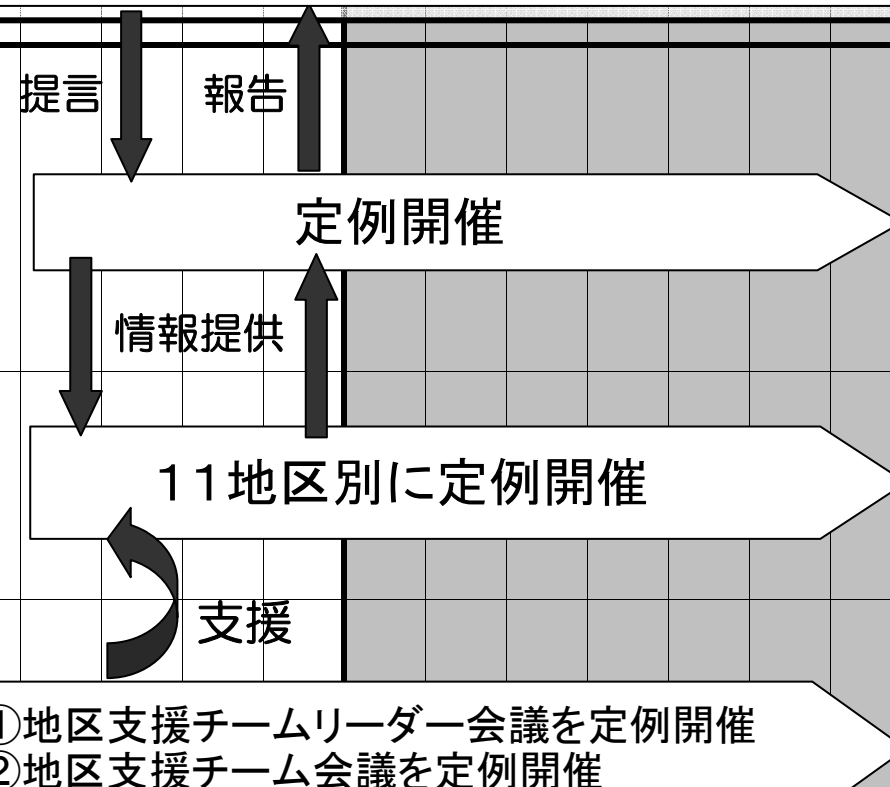 提言
報告
定例開催
情報提供
11地区別に定例開催
支援
①地区支援チームリーダー会議を定例開催
②地区支援チーム会議を定例開催